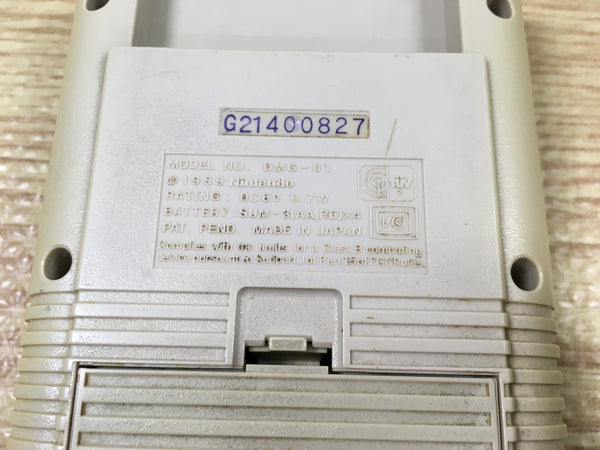 G21400827
MODEL NO. DMG-01
© 1989 Nintendo
RATING: DC6V 0.7W
BATTERY: SUM-3(AA,R6)X4
PAT. PEND. MADE IN JAPAN
Complies with the limits for a Class B computing
device pursuant to Subpart J of Part 15 of FCC Rules.
TÜV
VCI